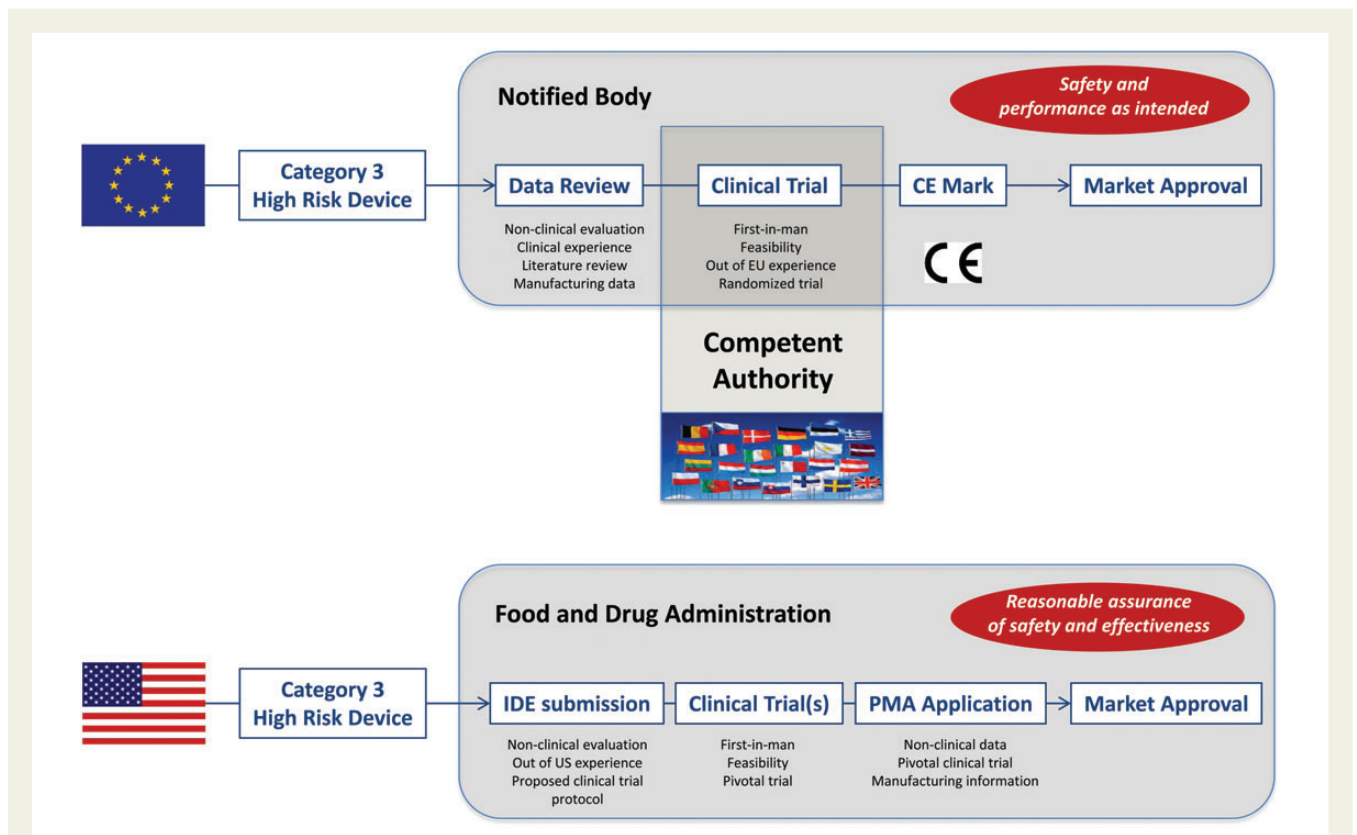 Notified Body
Safety and
performance as intended
Category 3
High Risk Device
Data Review
Clinical Trial
CE Mark
Market Approval
Non-clinical evaluation
Clinical experience
Literature review
Manufacturing data
First-in-man
Feasibility
Out of EU experience
Randomized trial
CE
Competent
Authority
Food and Drug Administration
Reasonable assurance
of safety and effectiveness
Category 3
High Risk Device
IDE submission
Clinical Trial(s)
PMA Application
Market Approval
Non-clinical evaluation
Out of US experience
Proposed clinical trial
protocol
First-in-man
Feasibility
Pivotal trial
Non-clinical data
Pivotal clinical trial
Manufacturing information